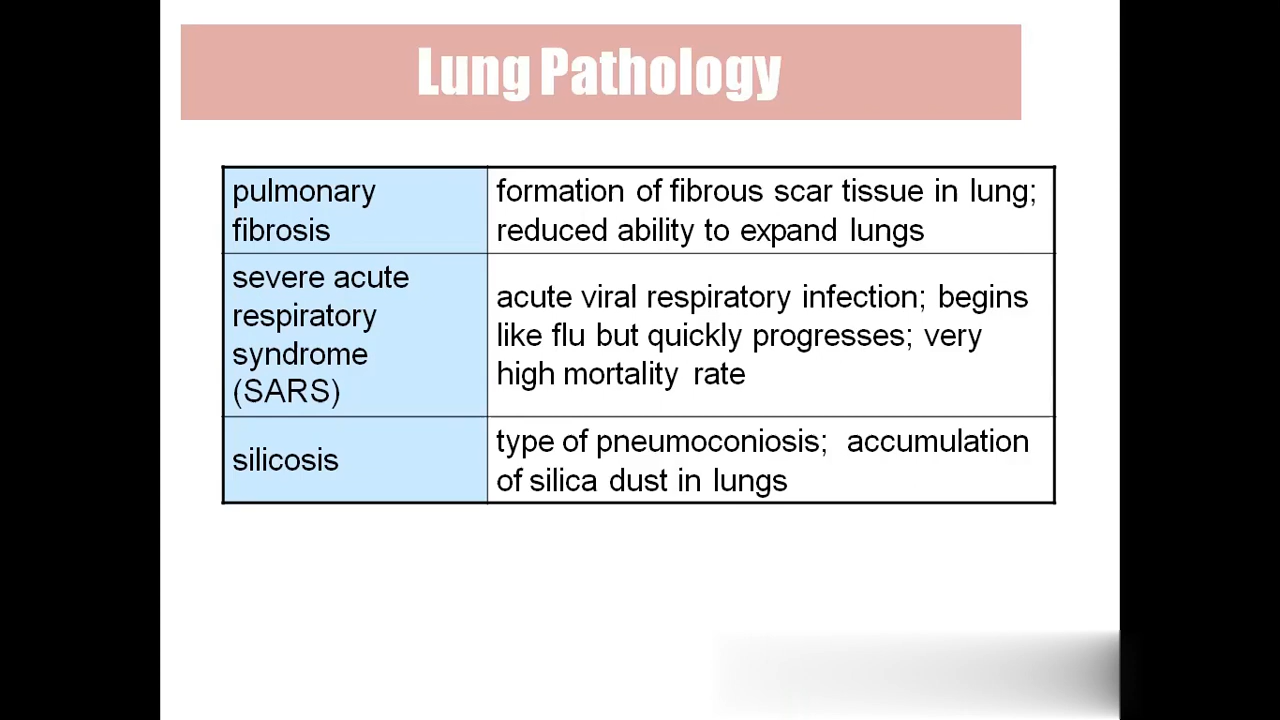 Lung Pathology
pulmonary
fibrosis
formation of fibrous scar tissue in lung;
reduced ability to expand lungs
severe acute
respiratory
syndrome
(SARS)
acute viral respiratory infection; begins
like flu but quickly progresses; very
high mortality rate
silicosis
type of pneumoconiosis; accumulation
of silica dust in lungs